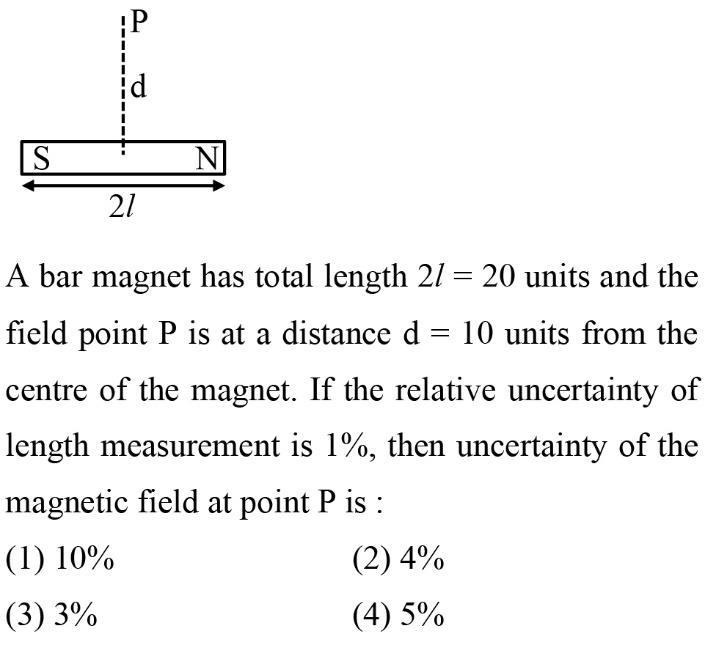 P
d
S N
2l
A bar magnet has total length 2l = 20 units and the
field point P is at a distance d = 10 units from the
centre of the magnet. If the relative uncertainty of
length measurement is 1%, then uncertainty of the
magnetic field at point P is :
(1) 10% (2) 4%
(3) 3% (4) 5%